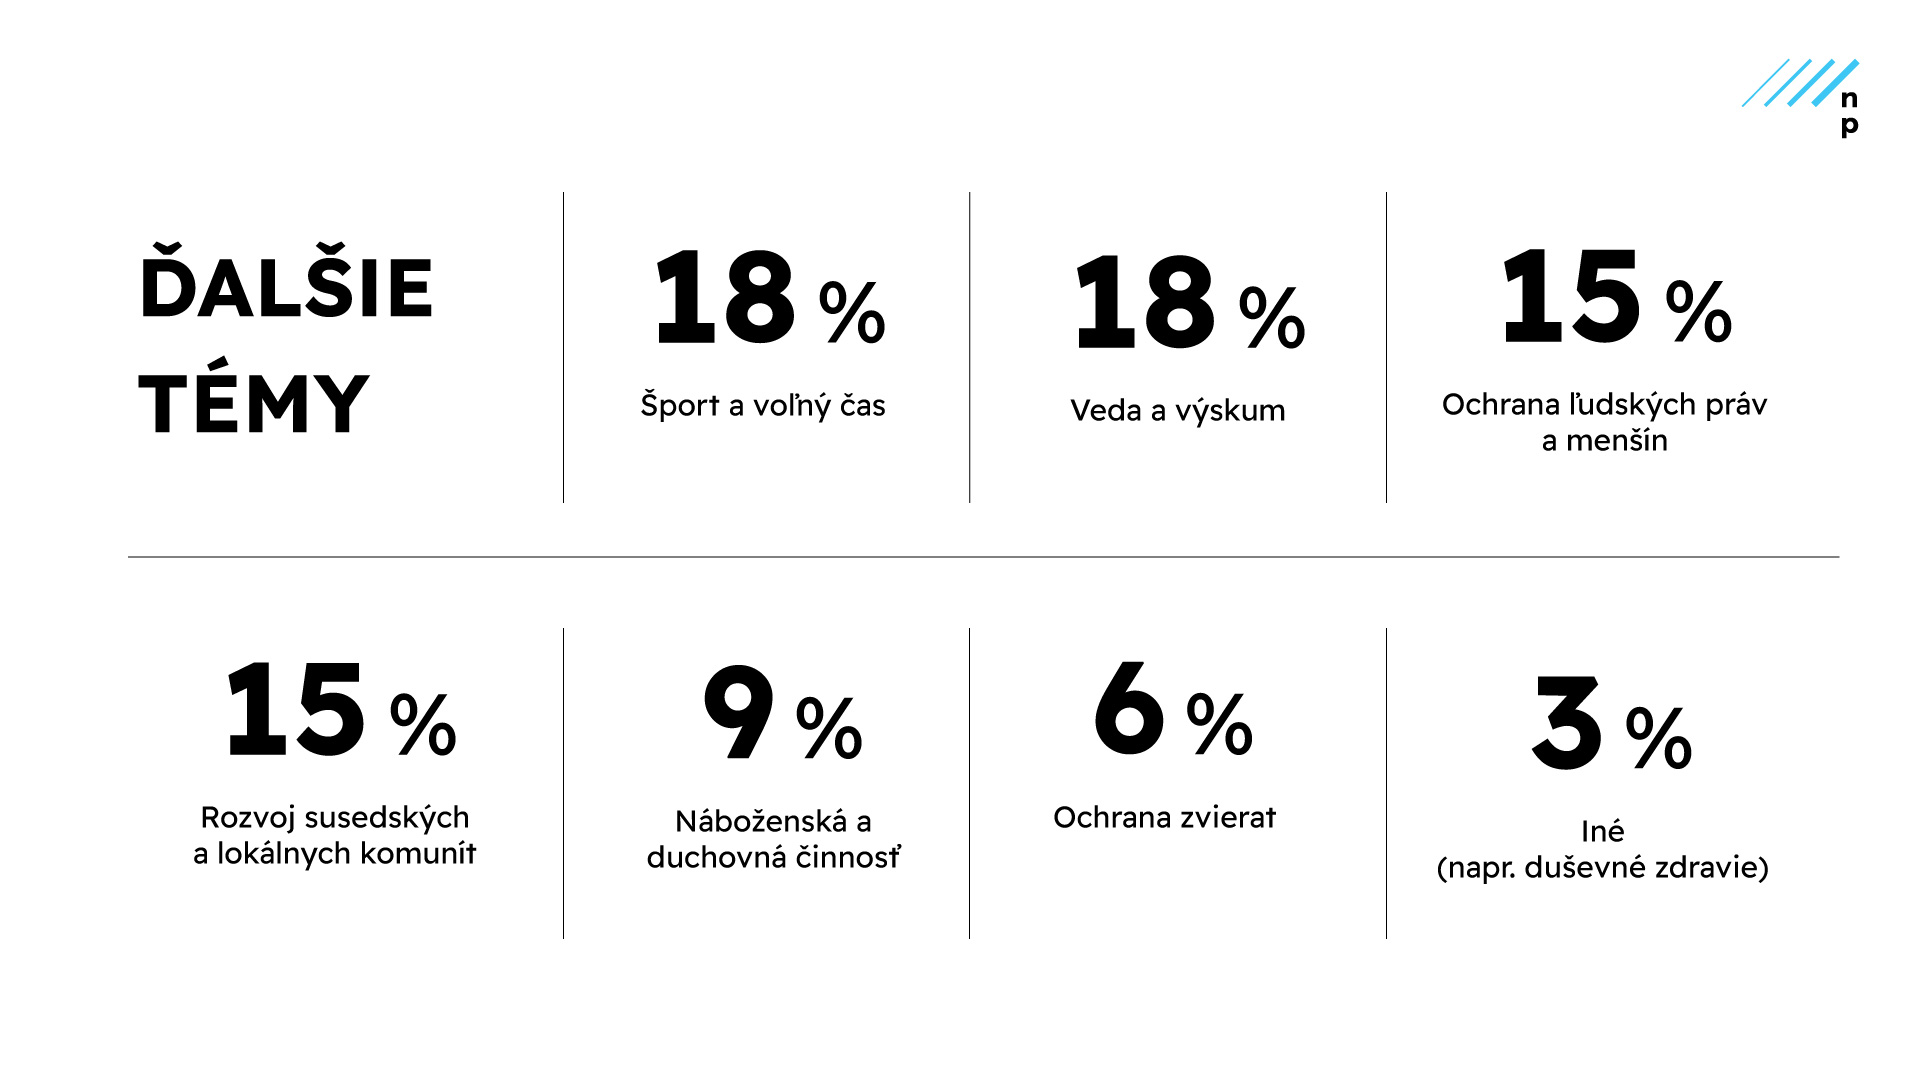 n
p
ĎALŠIE
TÉMY
18 %
Šport a voľný čas
18 %
Veda a výskum
15 %
Ochrana ľudských práv
a menšín
15 %
Rozvoj susedských
a lokálnych komunít
9 %
Náboženská a
duchovná činnosť
6 %
Ochrana zvierat
3 %
Iné
(napr. duševné zdravie)